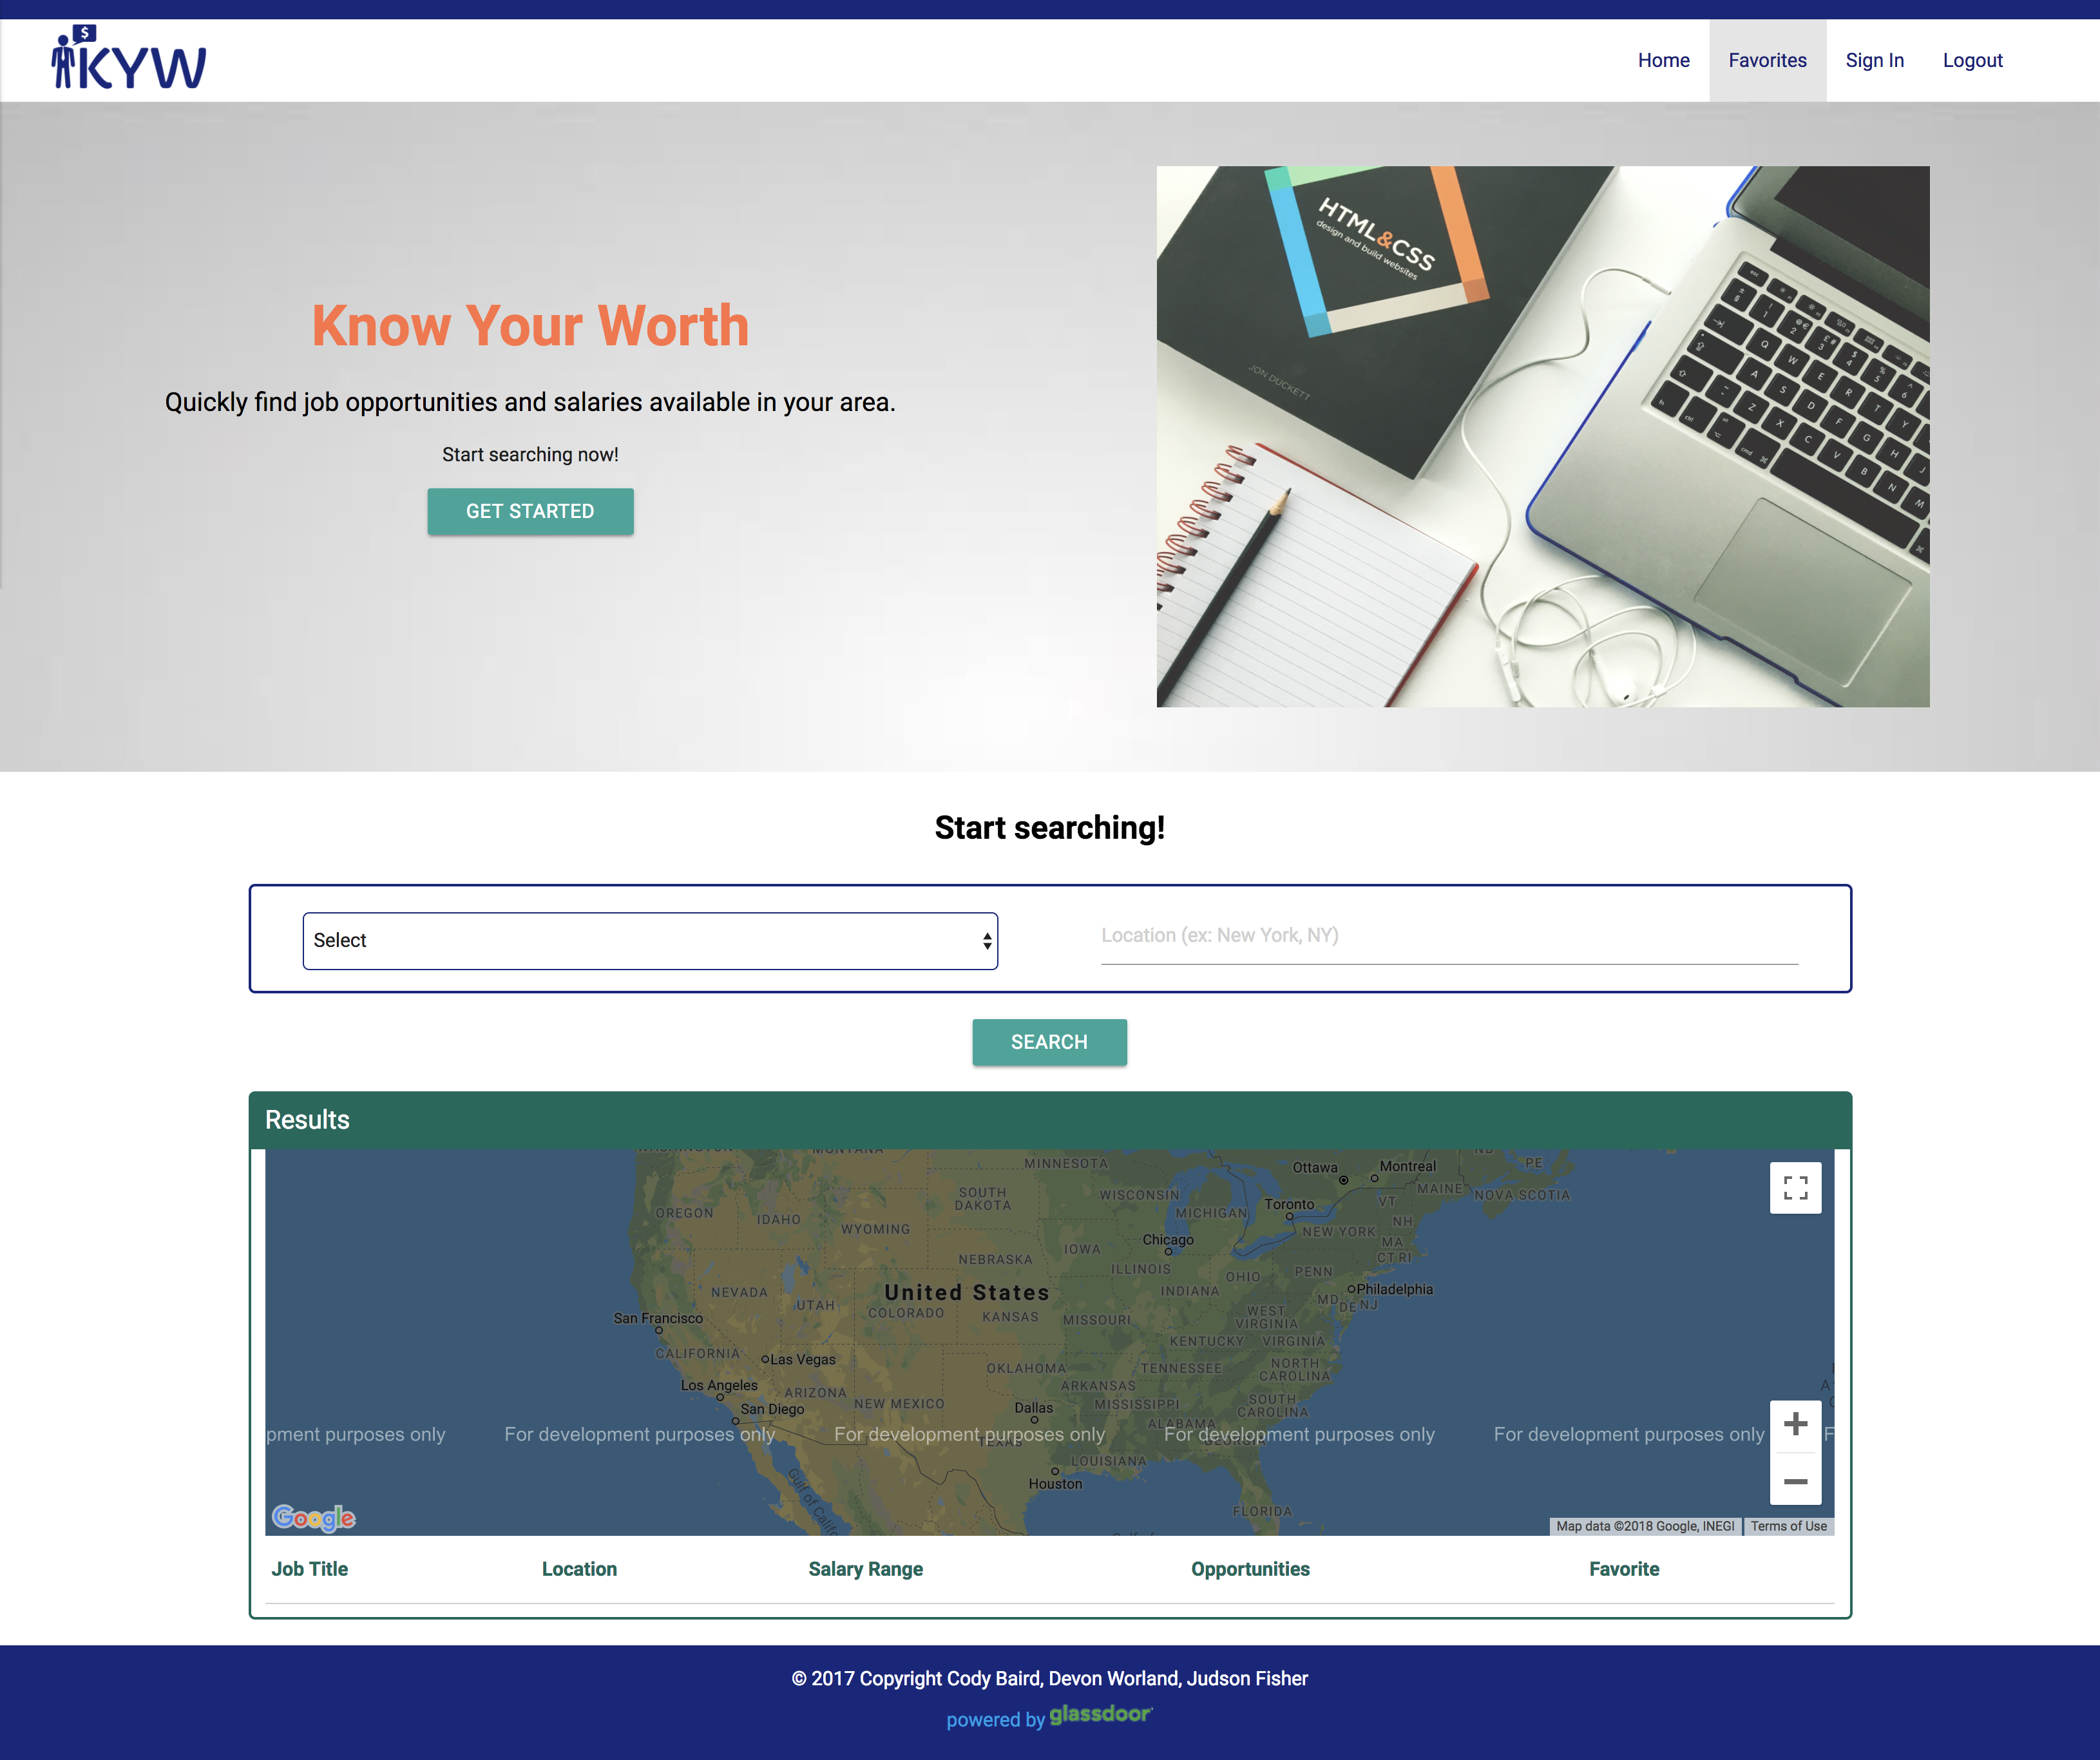 $
KYW
Home
Favorites
Sign In
Logout
Know Your Worth
Quickly find job opportunities and salaries available in your area.
Start searching now!
GET STARTED
HTML&CSS
design and build websites
JON DUCKETT
Start searching!
Select
Location (ex: New York, NY)
SEARCH
Results
MINNESOTA
Ottawa
Montreal
PE
SOUTH
DAKOTA
WISCONSIN
VT
MAINE
NOVA SCOTIA
OREGON
IDAHO
WYOMING
MICHIGAN
Toronto
NEW YORK
NH
MA
CT RI
NEBRASKA
IOWA
Chicago
ILLINOIS
INDIANA
OHIO
PENN
NEVADA
UTAH
United States
COLORADO
KANSAS
MISSOURI
WEST
VIRGINIA
MD
DE
NJ
Philadelphia
San Francisco
CALIFORNIA
Las Vegas
KENTUCKY
VIRGINIA
OKLAHOMA
TENNESSEE
NORTH
CAROLINA
Los Angeles
ARIZONA
NEW MEXICO
ARKANSAS
MISSISSIPPI
SOUTH
CAROLINA
San Diego
Dallas
ALABAMA
pment purposes only
For development purposes only
For development purposes only
For development purposes only
For development purposes only
F
TEXAS
GEORGIA
LOUISIANA
Houston
Gulf of Calif
FLORIDA
Google
Map data ©2018 Google, INEGI
Terms of Use
Job Title
Location
Salary Range
Opportunities
Favorite
© 2017 Copyright Cody Baird, Devon Worland, Judson Fisher
powered by glassdoor